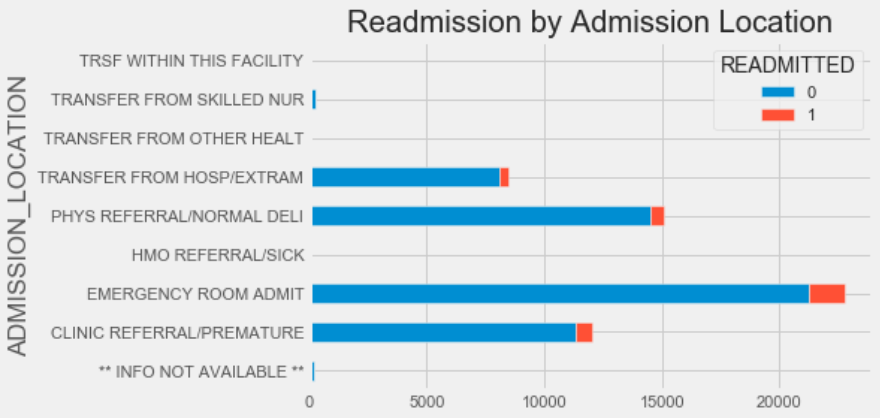 Readmission by Admission Location
ADMISSION_LOCATION
TRSF WITHIN THIS FACILITY
TRANSFER FROM SKILLED NUR
TRANSFER FROM OTHER HEALT
TRANSFER FROM HOSP/EXTRAM
PHYS REFERRAL/NORMAL DELI
HMO REFERRAL/SICK
EMERGENCY ROOM ADMIT
CLINIC REFERRAL/PREMATURE
** INFO NOT AVAILABLE **
READMITTED
0
1
0 5000 10000 15000 20000